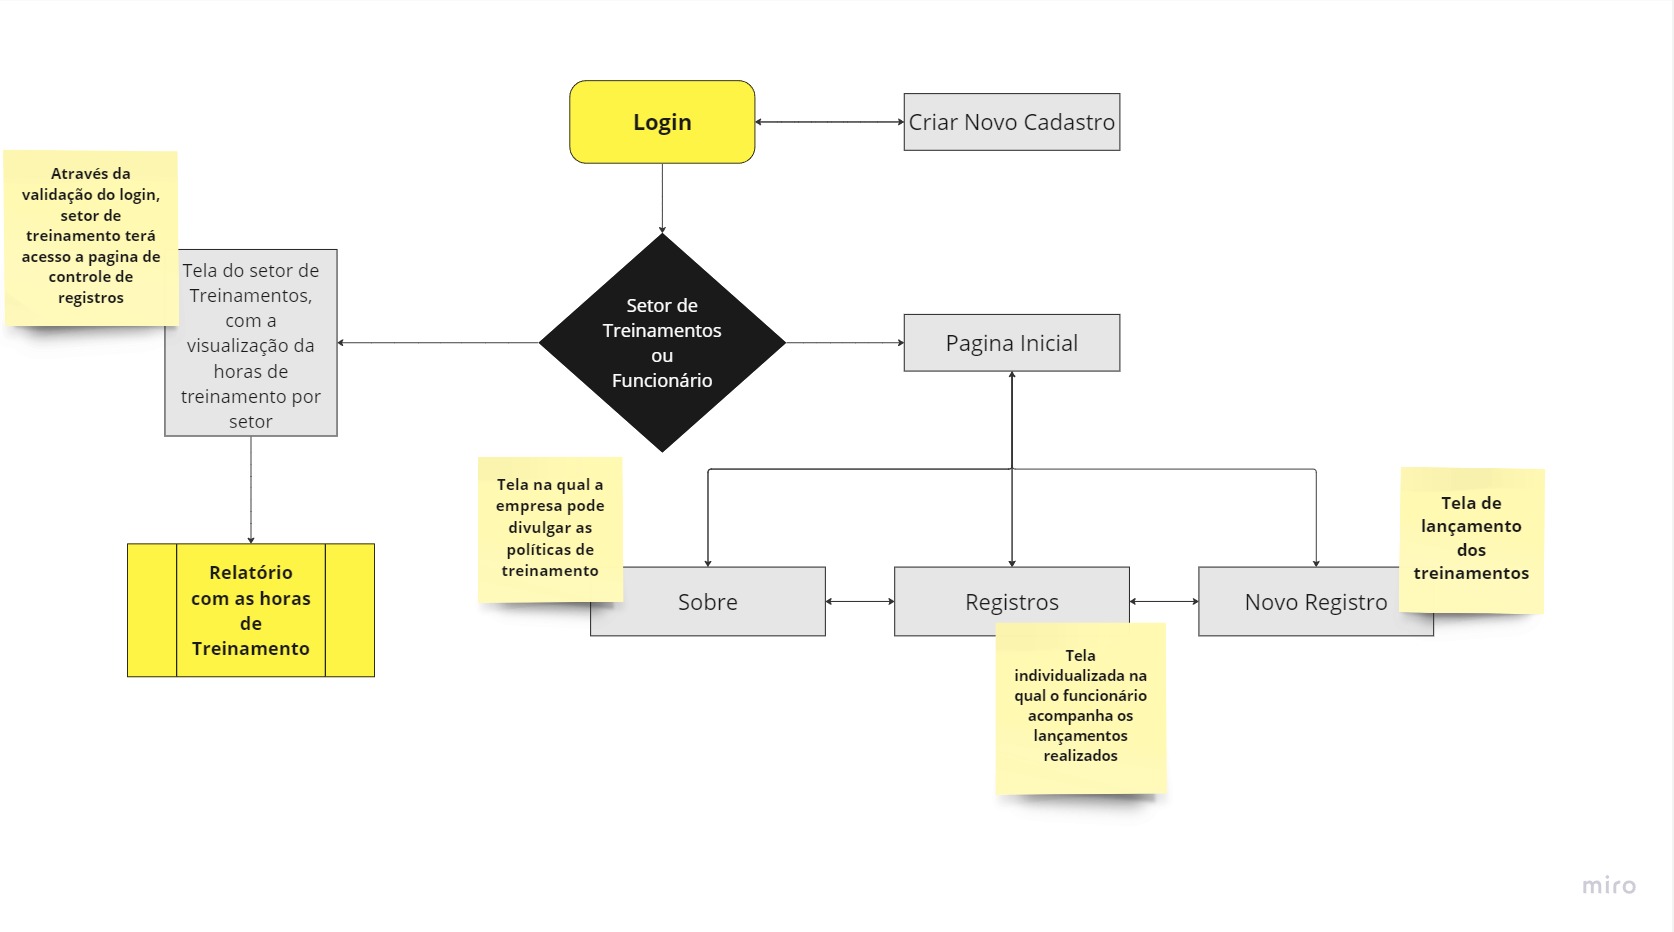 Login
Criar Novo Cadastro
Através da
validação do login,
setor de
treinamento terá
acesso a pagina de
controle de
registros
Tela do setor de
Treinamentos,
com a
visualização da
horas de
treinamento por
setor
Setor de
Treinamentos
ou
Funcionário
Pagina Inicial
Tela na qual a
empresa pode
divulgar as
políticas de
treinamento
Tela de
lançamento
dos
treinamentos
Relatório
com as horas
de
Treinamento
Sobre
Registros
Novo Registro
Tela
individualizada na
qual o funcionário
acompanha os
lançamentos
realizados
miro